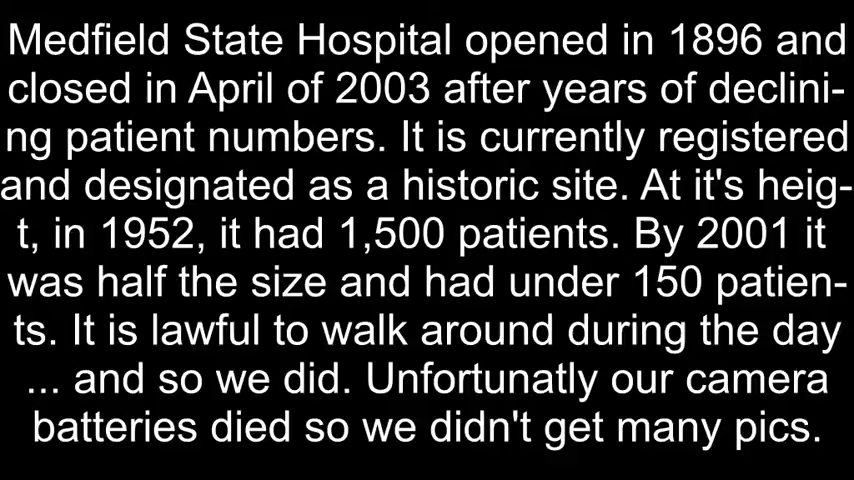 Medfield State Hospital opened in 1896 and
closed in April of 2003 after years of declini-
ng patient numbers. It is currently registered
and designated as a historic site. At it's heig-
t, in 1952, it had 1,500 patients. By 2001 it
was half the size and had under 150 patien-
ts. It is lawful to walk around during the day
... and so we did. Unfortunatly our camera
batteries died so we didn't get many pics.